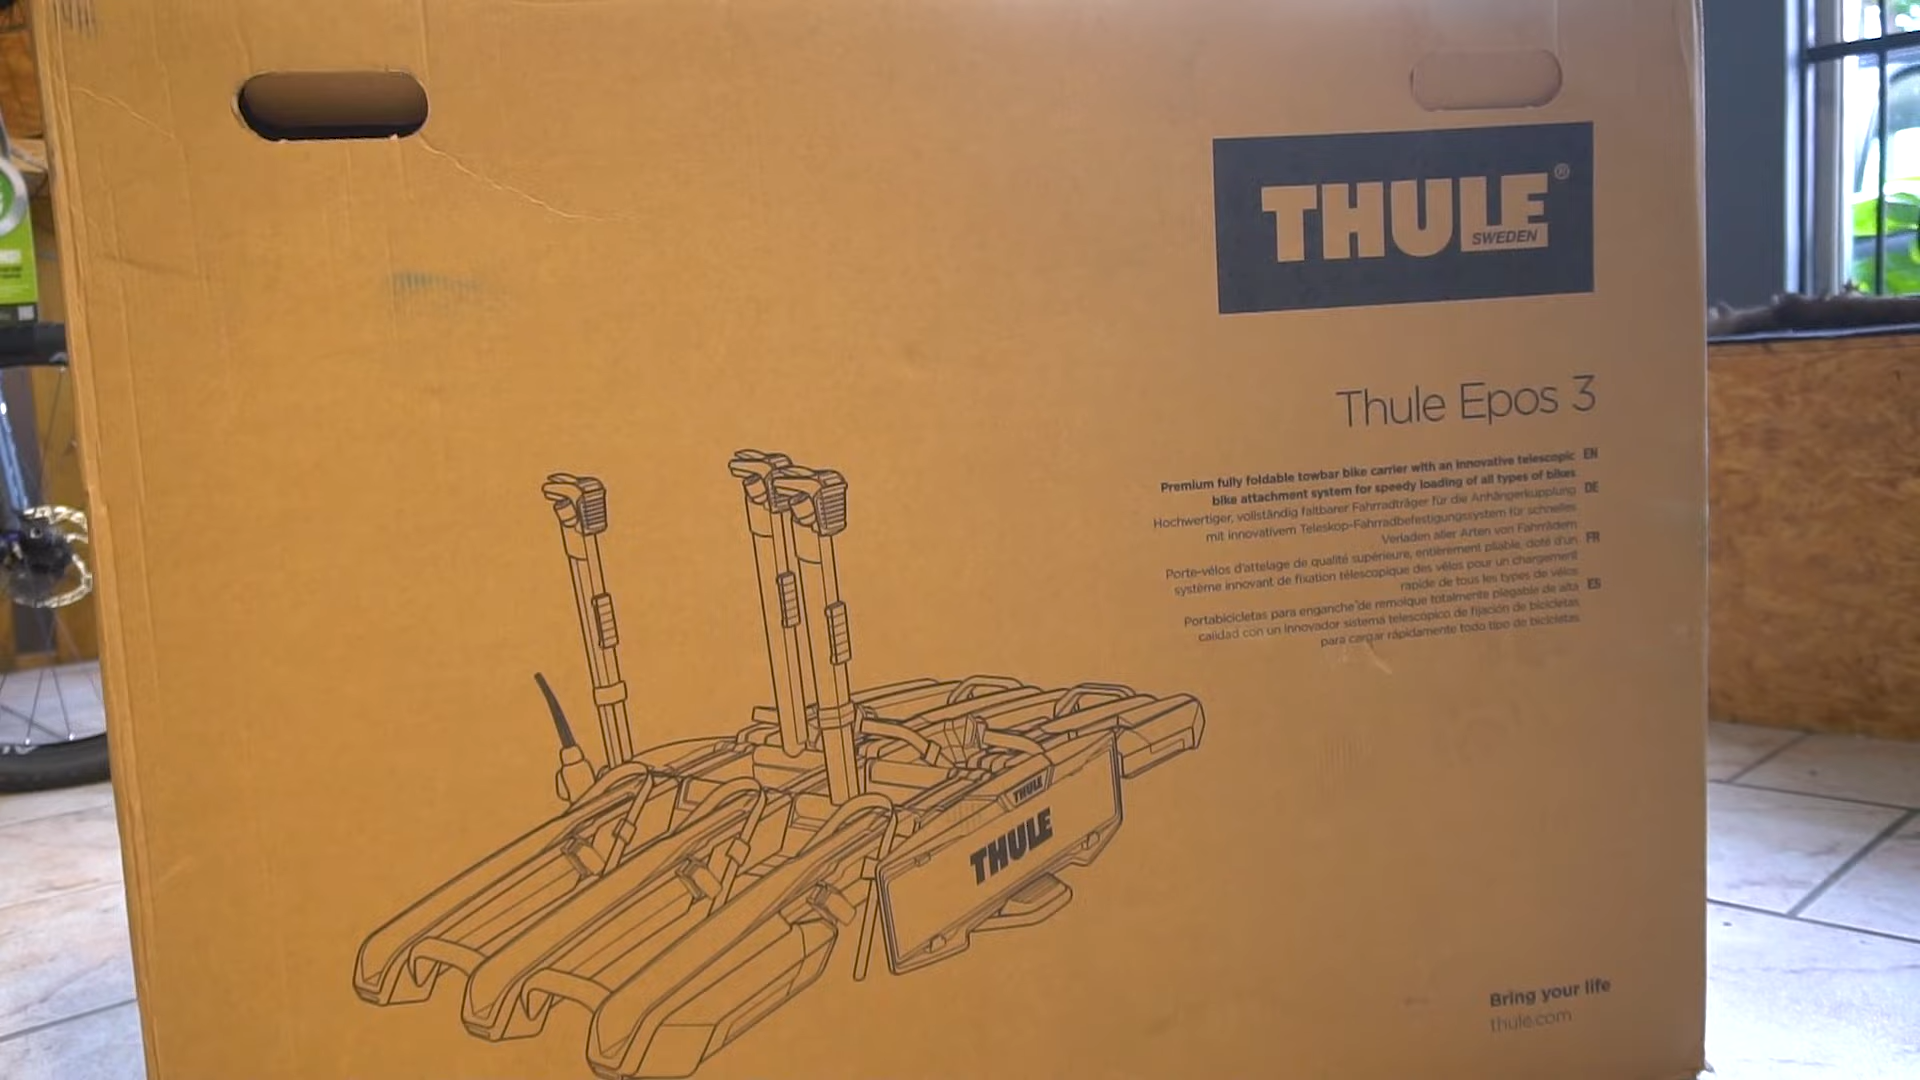 THULE®
SWEDEN
Thule Epos 3
Premium fully foldable towbar bike carrier with an innovative telescopic EN
bike attachment system for speedy loading of all types of bikes
Hochwertiger, vollständig faltbarer Fahrradträger für die Anhängerkupplung DE
mit innovativem Teleskop-Fahrradbefestigungssystem für schnelles
Verladen aller Arten von Fahrrädern
Porte-vélos d'attelage de qualité supérieure, entièrement pliable, doté d'un FR
système innovant de fixation télescopique des vélos pour un chargement
rapide de tous les types de vélos
Portabicicletas para enganche de remolque totalmente plegable de alta ES
calidad con un innovador sistema telescópico de fijación de bicicletas
para cargar rápidamente todo tipo de bicicletas
THULE
THULE
Bring your life
thule.com